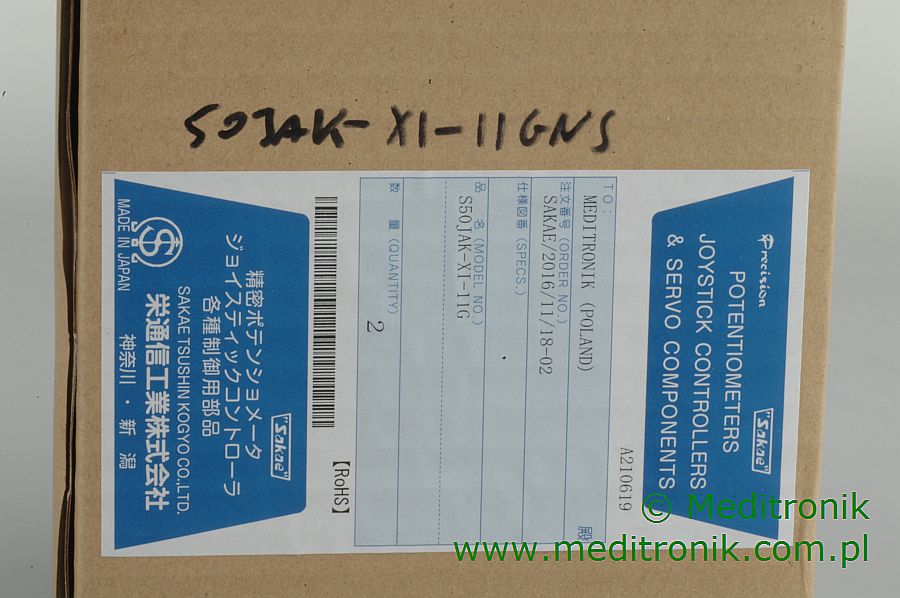 50JAK-XI-11GNS
Precision
POTENTIOMETERS
JOYSTICK CONTROLLERS
& SERVO COMPONENTS
"Sakae"
A210619
TO:
MEDITRONIK (POLAND)
殿
注文番号 (ORDER NO.)
SAKAE/2016/11/18-02
仕様図番 (SPECS.)
品 名 (MODEL NO.)
S50JAK-XI-11G
数 量 (QUANTITY)
2
【RoHS】
精密ポテンショメータ
ジョイスティックコントローラ
各種制御用部品
"Sakae"
SAKAE TSUSHIN KOGYO CO.,LTD.
栄通信工業株式会社
神奈川・新潟
MADE IN JAPAN
© Meditronik
www.meditronik.com.pl